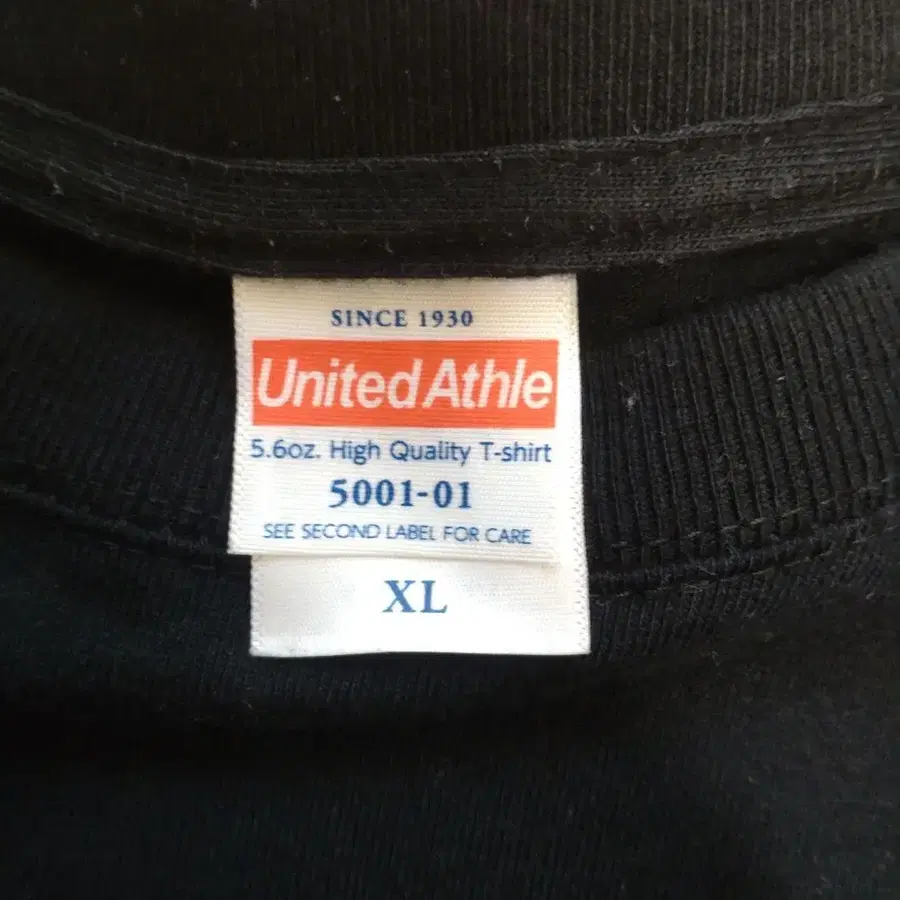 SINCE 1930
United Athle
5.6oz. High Quality T-shirt
5001-01
SEE SECOND LABEL FOR CARE
XL